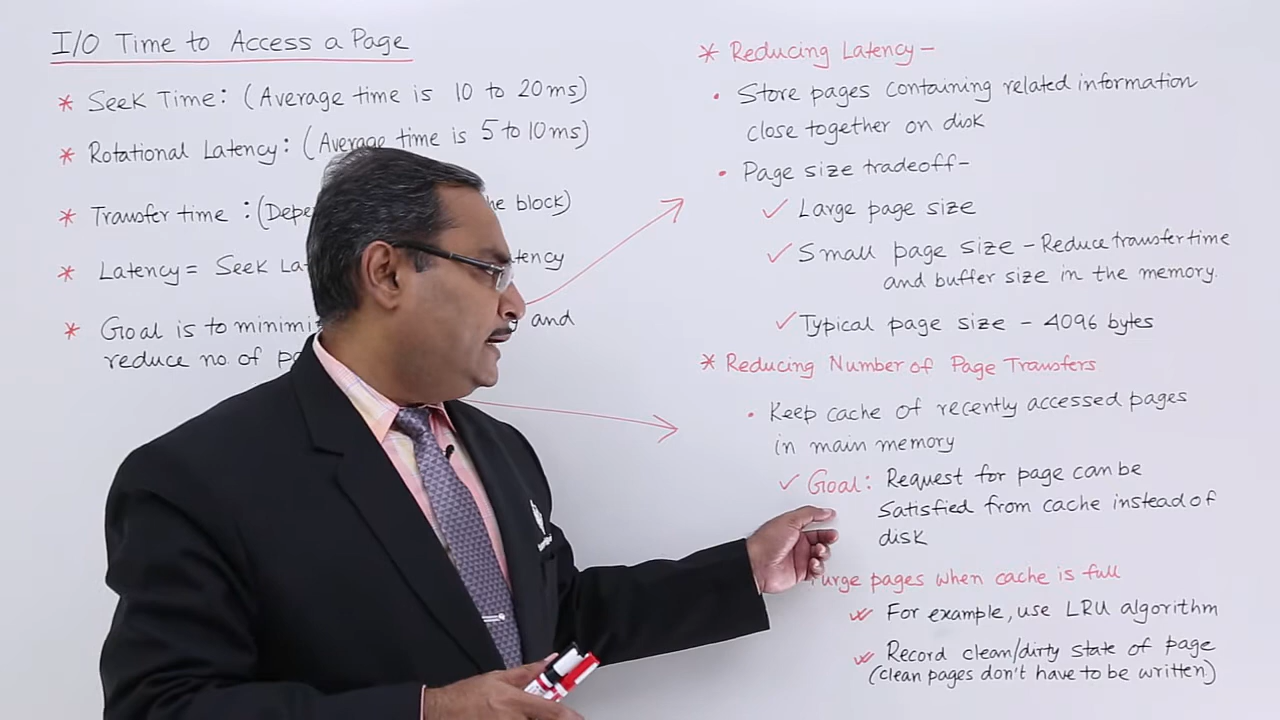 I/O Time to Access a Page
* Seek Time: (Average time is 10 to 20ms)
* Rotational Latency: (Average time is 5 to 10ms)
* Transfer time : (Depe he block)
* Latency = Seek La tency
* Goal is to minimi and
reduce no. of p
* Reducing Latency -
• Store pages containing related information
close together on disk
• Page size tradeoff-
✓ Large page size
✓ Small page size - Reduce transfer time
and buffer size in the memory.
✓ Typical page size - 4096 bytes
* Reducing Number of Page Transfers
• Keep cache of recently accessed pages
in main memory
✓ Goal: Request for page can be
Satisfied from cache instead of
disk
urge pages when cache is full
✓ For example, use LRU algorithm
✓ Record clean/dirty state of page
(clean pages don't have to be written)